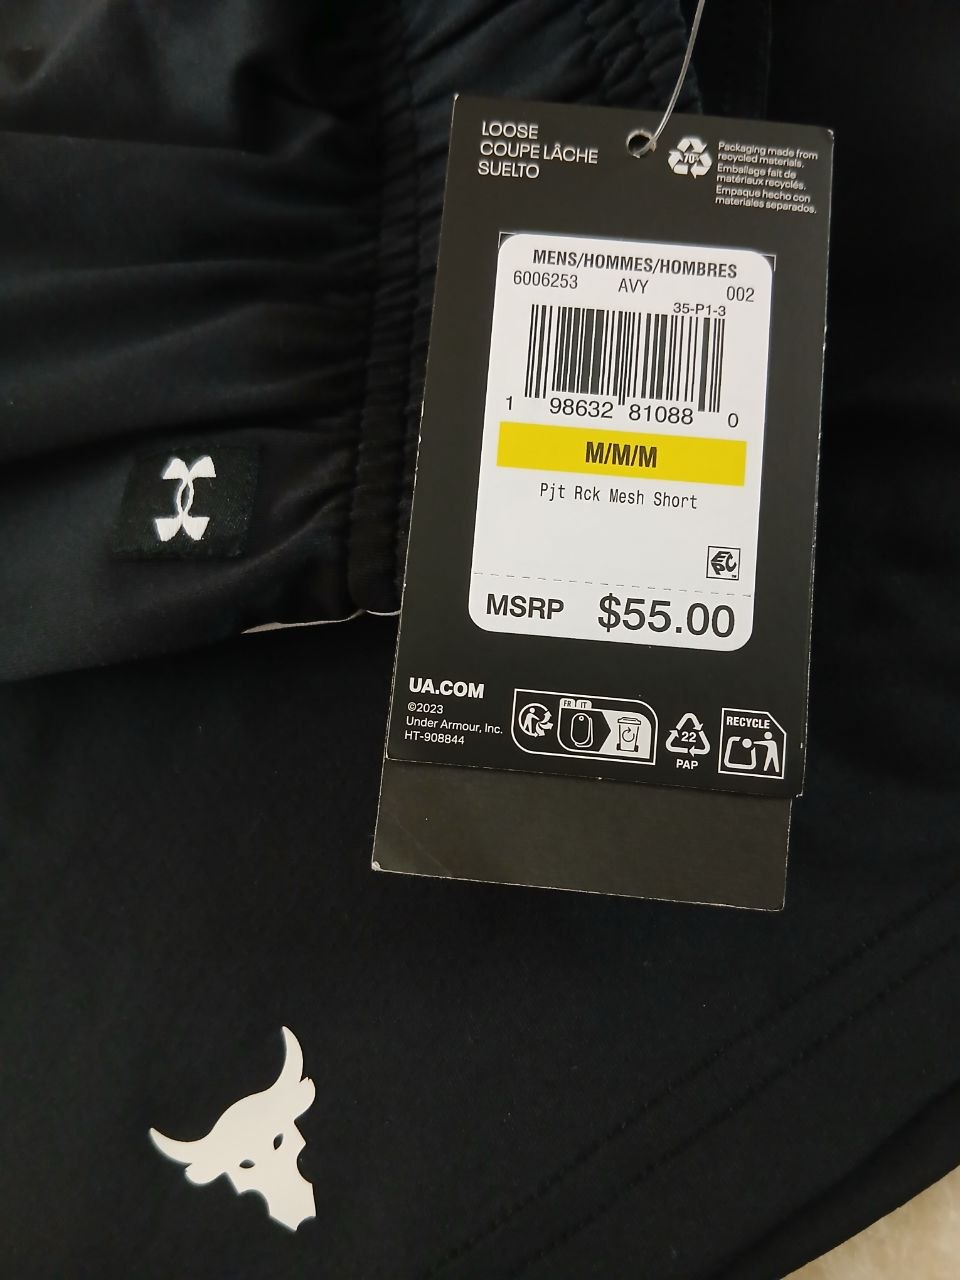 LOOSE
COUPE LÂCHE
SUELTO
70%
Packaging made from
recycled materials.
Emballage fait de
matériaux recyclés.
Empaque hecho con
materiales separados.
MENS/HOMMES/HOMBRES
6006253 AVY 002
35-P1-3
1 98632 81088 0
M/M/M
Pjt Rck Mesh Short
EPC
MSRP $55.00
UA.COM
©2023
Under Armour, Inc.
HT-908844
FR IT
22
PAP
RECYCLE